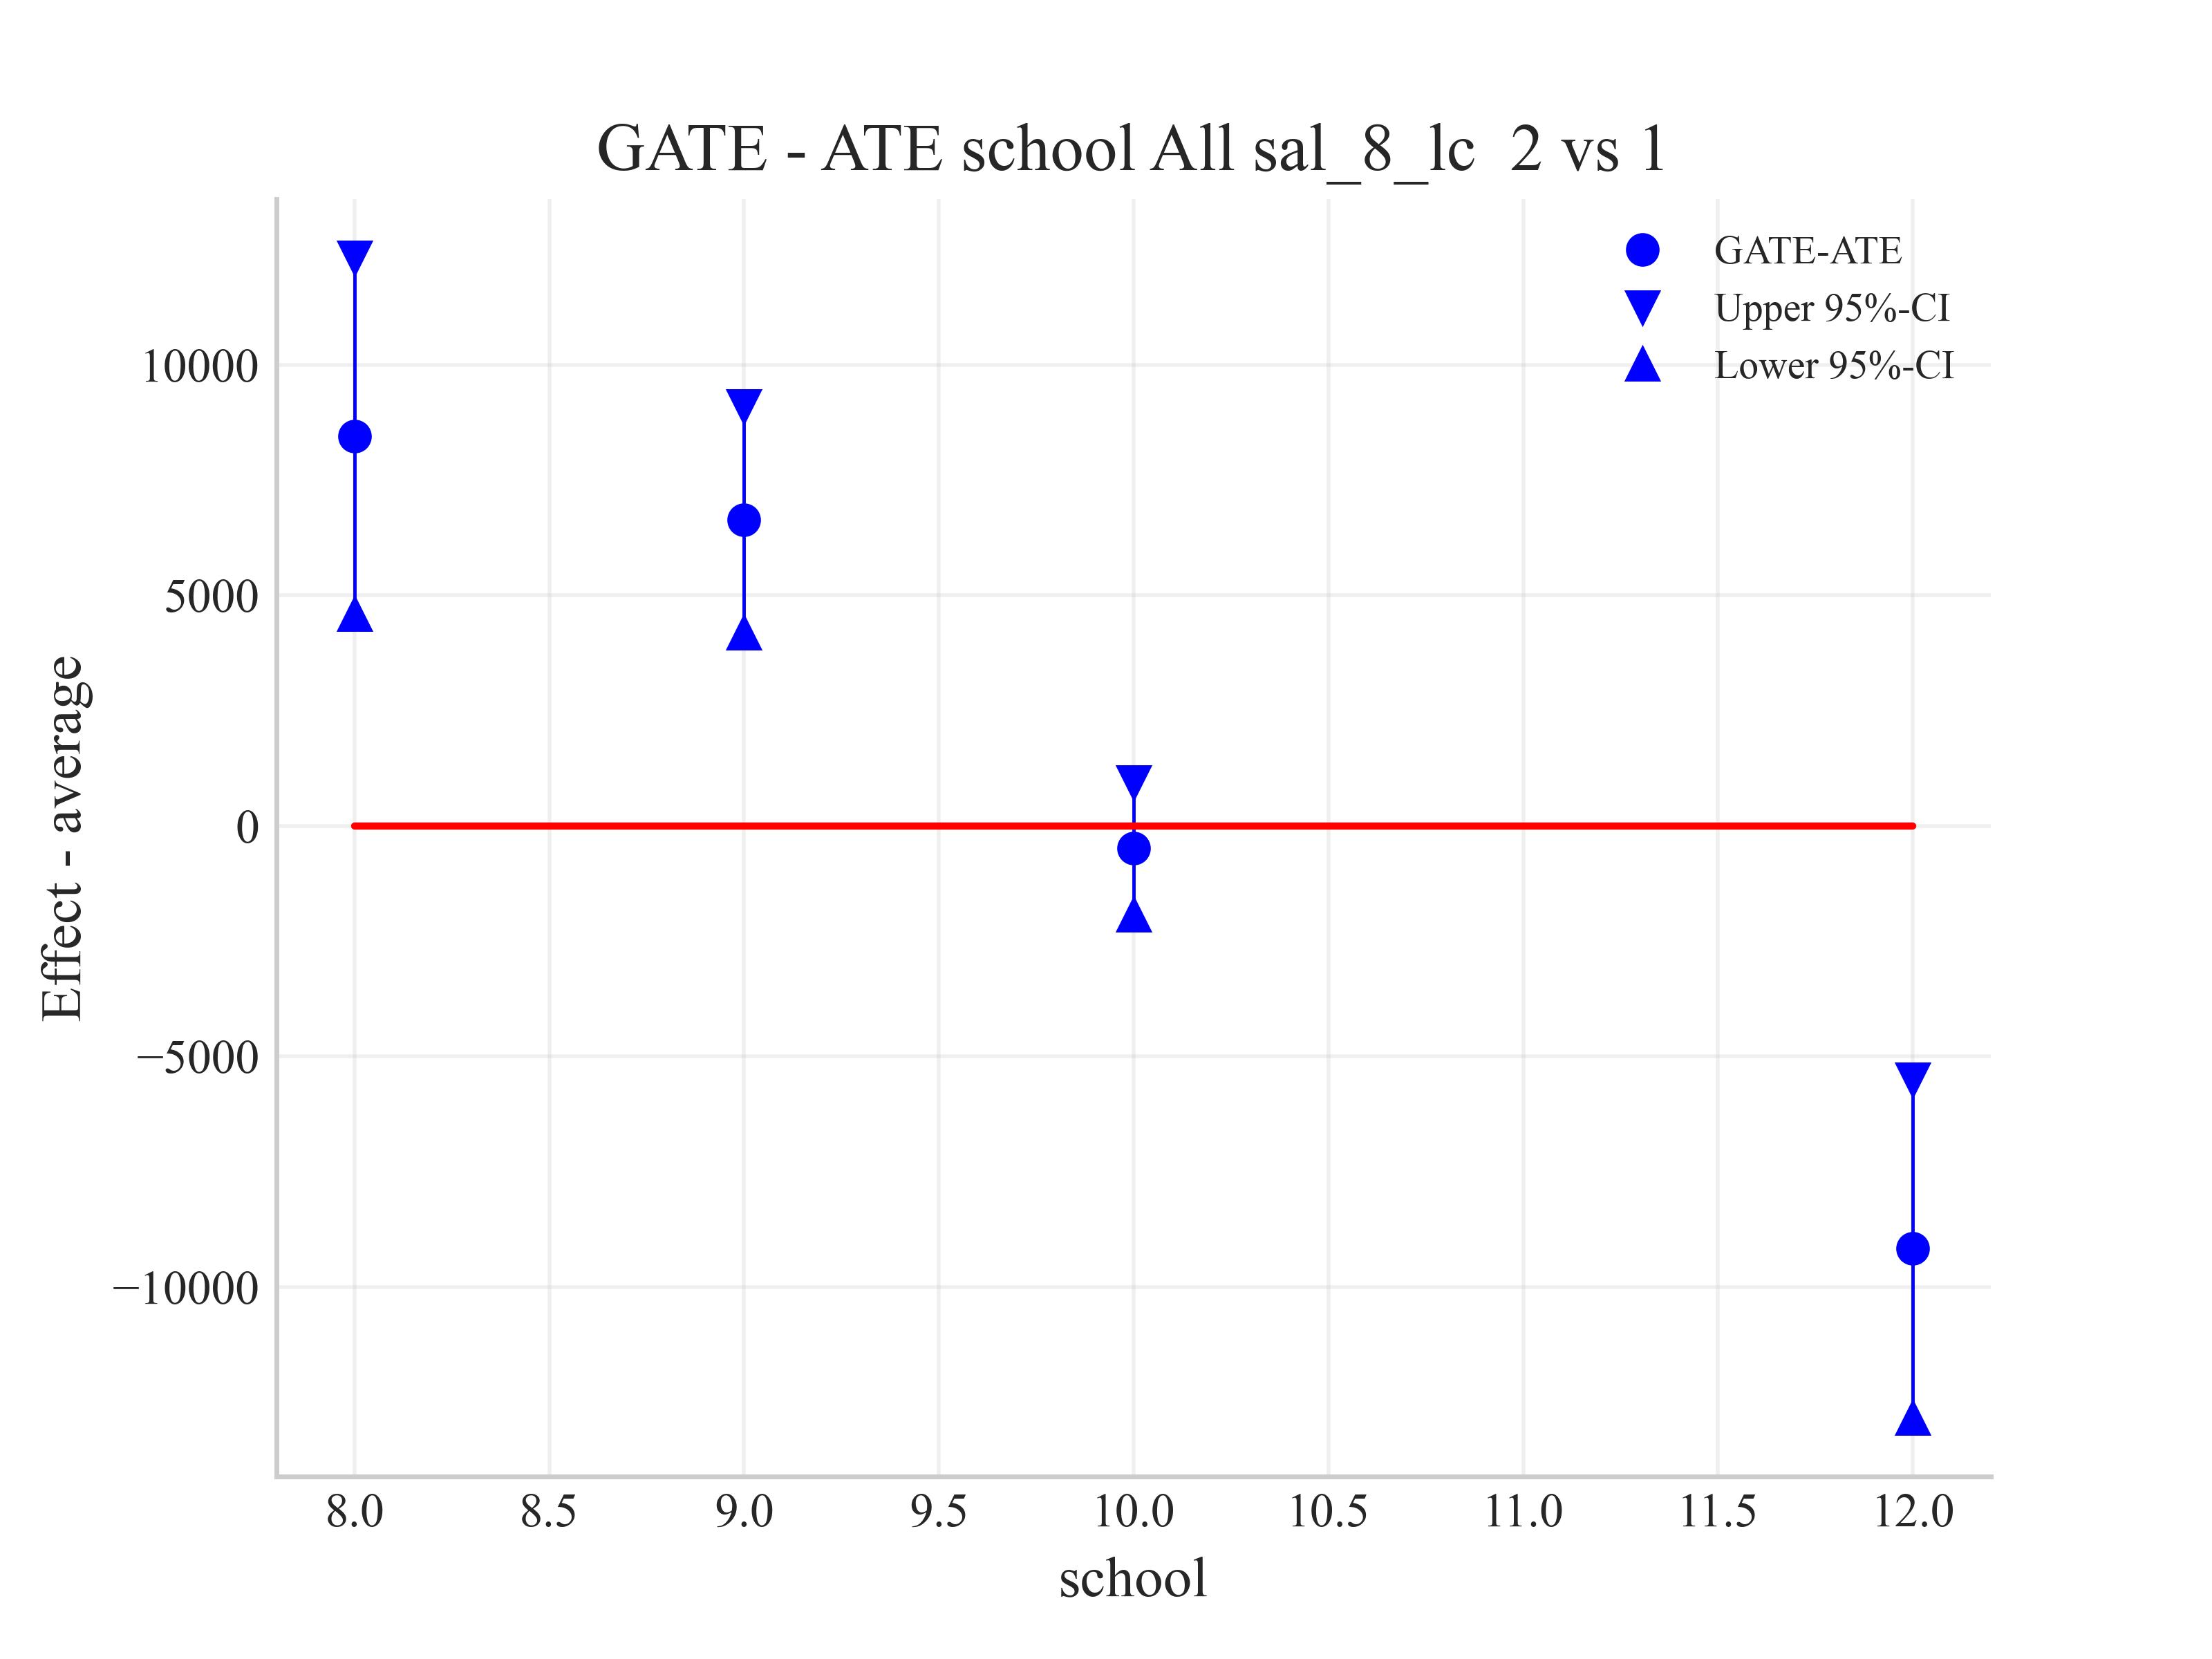 GATE - ATE school All sal_8_lc  2 vs 1
GATE-ATE
Upper 95%-CI
Lower 95%-CI
Effect - average
10000
5000
0
−5000
−10000
8.0 8.5 9.0 9.5 10.0 10.5 11.0 11.5 12.0
school